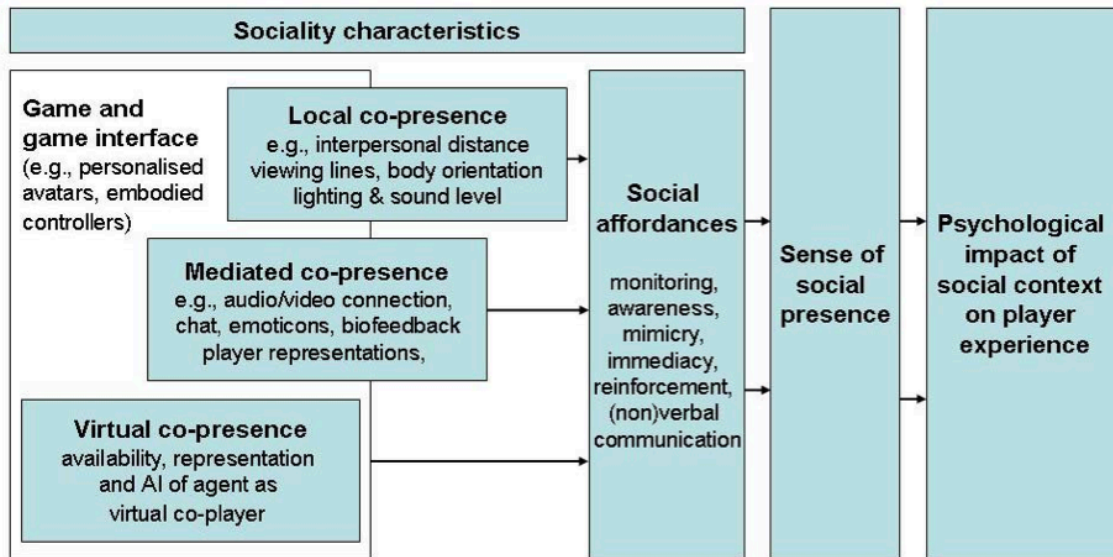 Sociality characteristics
Game and
game interface
(e.g., personalised
avatars, embodied
controllers)
Local co-presence
e.g., interpersonal distance
viewing lines, body orientation
lighting & sound level
Mediated co-presence
e.g., audio/video connection,
chat, emoticons, biofeedback
player representations,
Virtual co-presence
availability, representation
and AI of agent as
virtual co-player
Social
affordances
monitoring,
awareness,
mimicry,
immediacy,
reinforcement,
(non)verbal
communication
Sense of
social
presence
Psychological
impact of
social context
on player
experience